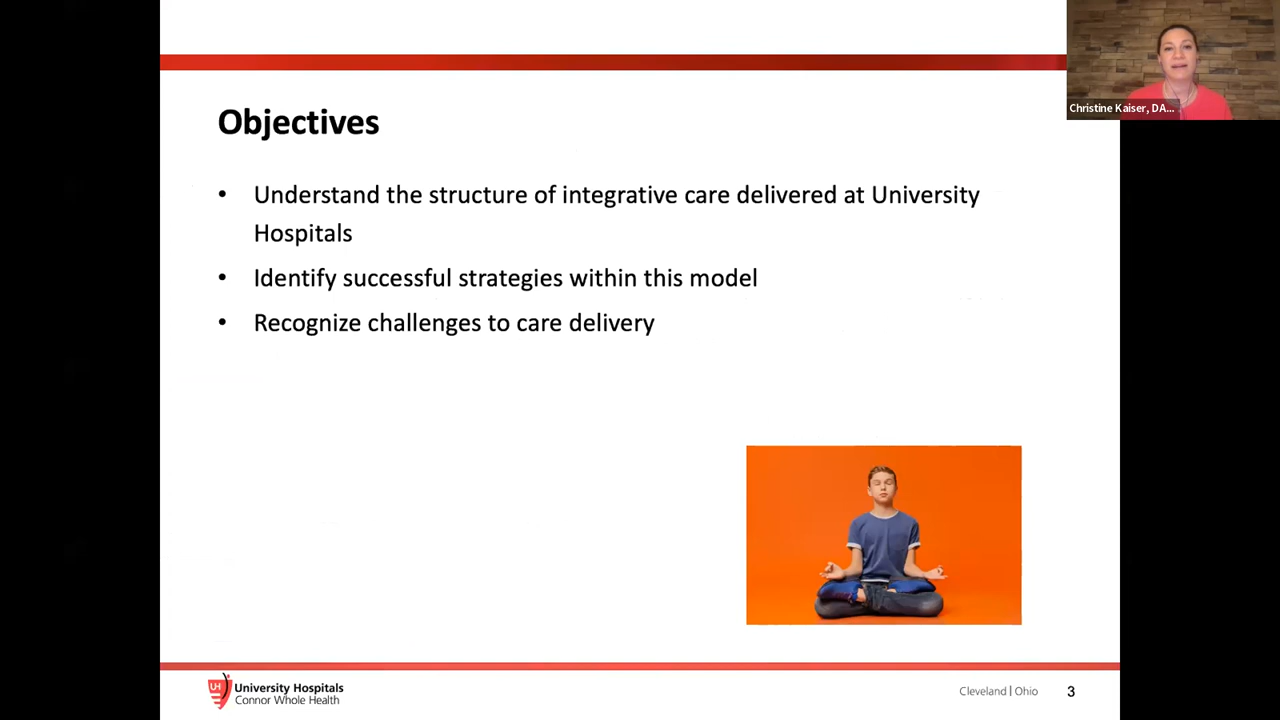 Christine Kaiser, DA...
Objectives
• Understand the structure of integrative care delivered at University
Hospitals
• Identify successful strategies within this model
• Recognize challenges to care delivery
UH
University Hospitals
Connor Whole Health
Cleveland | Ohio
3